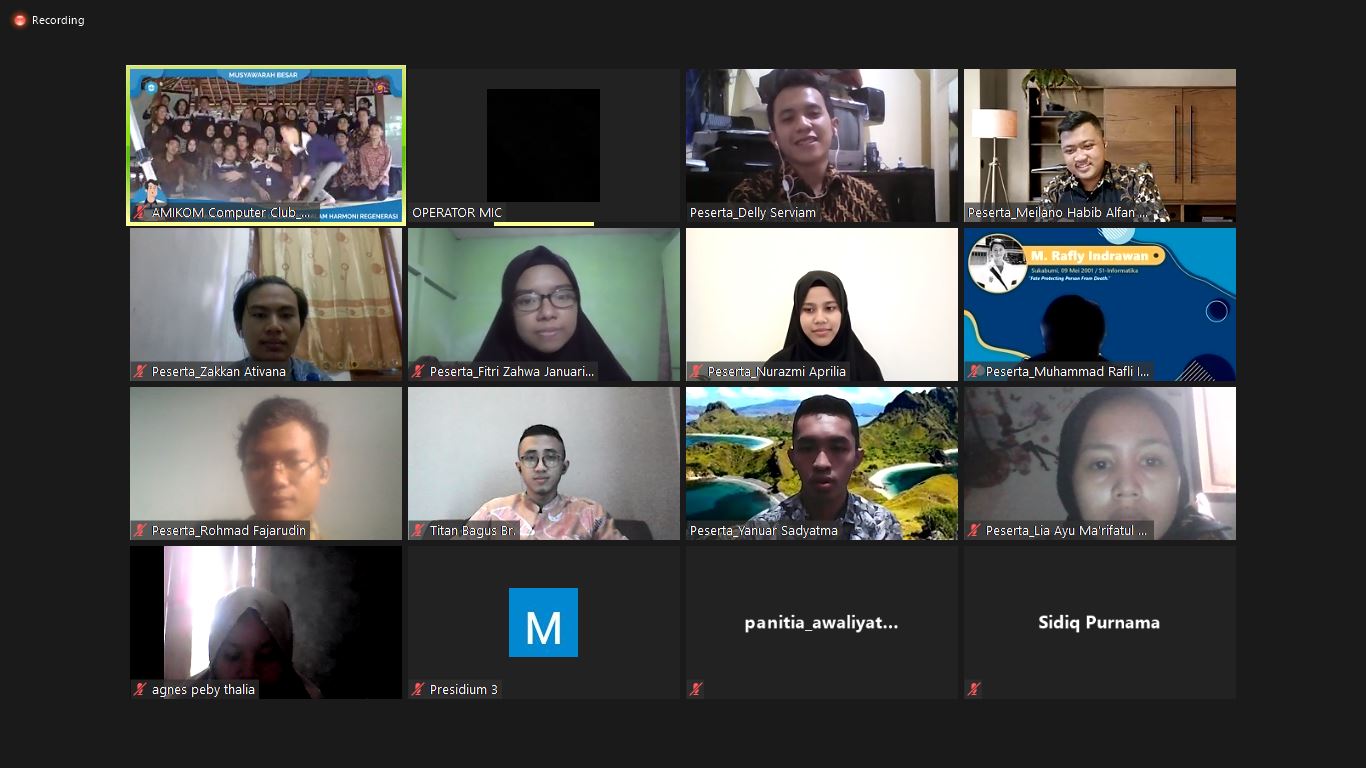 Recording
MUSYAWARAH BESAR
AMIKOM Computer Club_...
ALAM HARMONI REGENERASI
OPERATOR MIC
Peserta_Delly Serviam
Peserta_Meilano Habib Alfan ...
Peserta_Zakkan Ativana
Peserta_Fitri Zahwa Januari...
Peserta_Nurazmi Aprilia
M. Rafly Indrawan
Sukabumi, 09 Mei 2001 / S1-Informatika
"Fate Protecting Person From Death."
Peserta_Muhammad Rafli I...
Peserta_Rohmad Fajarudin
Titan Bagus Br.
Peserta_Yanuar Sadyatma
Peserta_Lia Ayu Ma'rifatul ...
agnes peby thalia
M
Presidium 3
panitia_awaliyat...
Sidiq Purnama